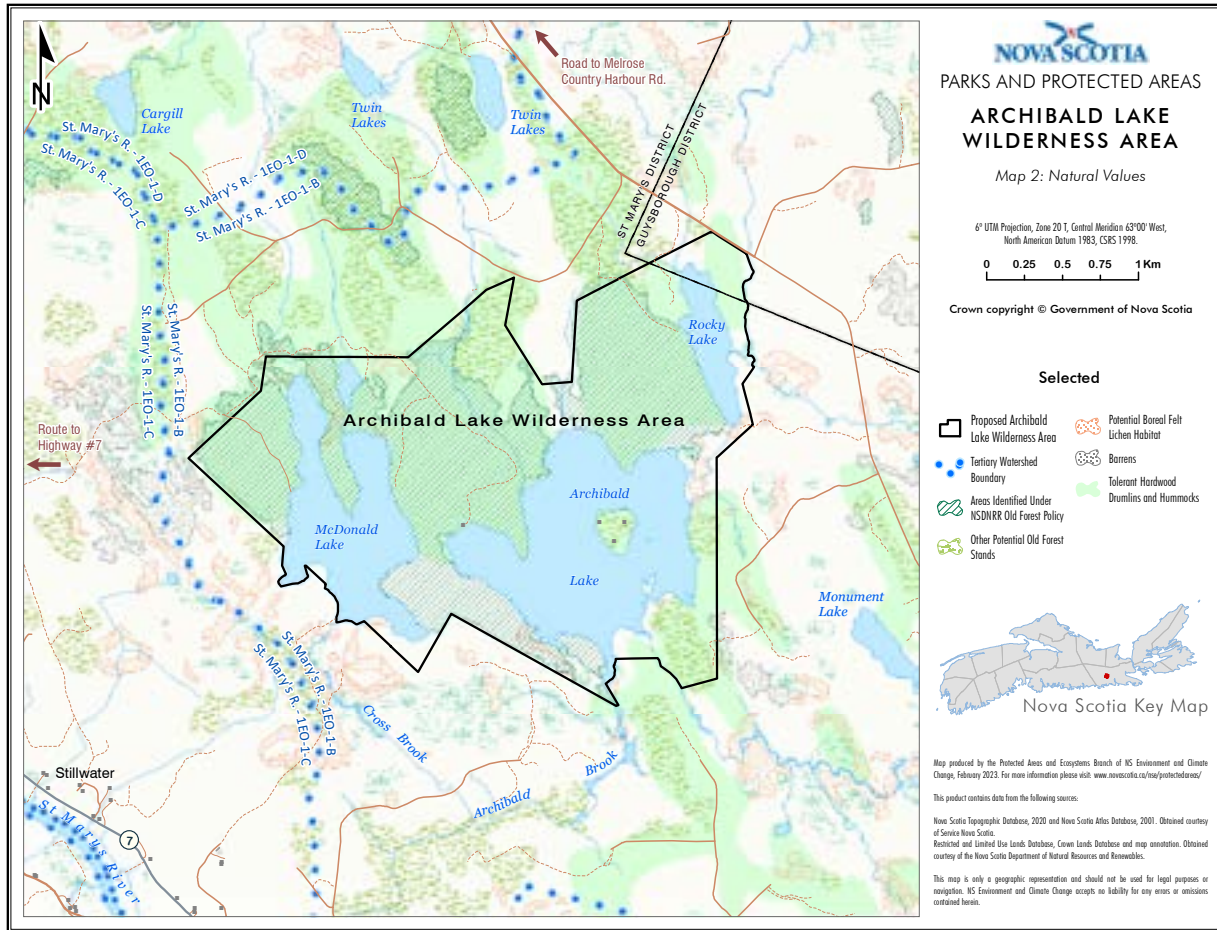 N
Road to Melrose
Country Harbour Rd.
Cargill
Lake
Twin
Lakes
Twin
Lakes
St. Mary's R. - 1EO-1-D
St. Mary's R. - 1EO-1-C
St. Mary's R. - 1EO-1-D
St. Mary's R. - 1EO-1-B
ST MARY'S DISTRICT
GUYSBOROUGH DISTRICT
St. Mary's R. - 1EO-1-B
St. Mary's R. - 1EO-1-C
Rocky
Lake
Archibald Lake Wilderness Area
Route to
Highway #7
Archibald
Lake
McDonald
Lake
Monument
Lake
St. Mary's R. - 1EO-1-B
St. Mary's R. - 1EO-1-C
Cross Brook
Archibald Brook
Stillwater
7
St Marys River
NOVA SCOTIA
PARKS AND PROTECTED AREAS
ARCHIBALD LAKE
WILDERNESS AREA
Map 2: Natural Values
6° UTM Projection, Zone 20 T, Central Meridian 63°00' West,
North American Datum 1983, CSRS 1998.
0 0.25 0.5 0.75 1 Km
Crown copyright © Government of Nova Scotia
Selected
Proposed Archibald
Lake Wilderness Area
Tertiary Watershed
Boundary
Areas Identified Under
NSDNRR Old Forest Policy
Other Potential Old Forest
Stands
Potential Boreal Felt
Lichen Habitat
Barrens
Tolerant Hardwood
Drumlins and Hummocks
Nova Scotia Key Map
Map produced by the Protected Areas and Ecosystems Branch of NS Environment and Climate
Change, February 2023. For more information please visit: www.novascotia.ca/nse/protectedareas/
This product contains data from the following sources:
Nova Scotia Topographic Database, 2020 and Nova Scotia Atlas Database, 2001. Obtained courtesy
of Service Nova Scotia.
Restricted and Limited Use Lands Database, Crown Lands Database and map annotation. Obtained
courtesy of the Nova Scotia Department of Natural Resources and Renewables.
This map is only a geographic representation and should not be used for legal purposes or
navigation. NS Environment and Climate Change accepts no liability for any errors or omissions
contained herein.